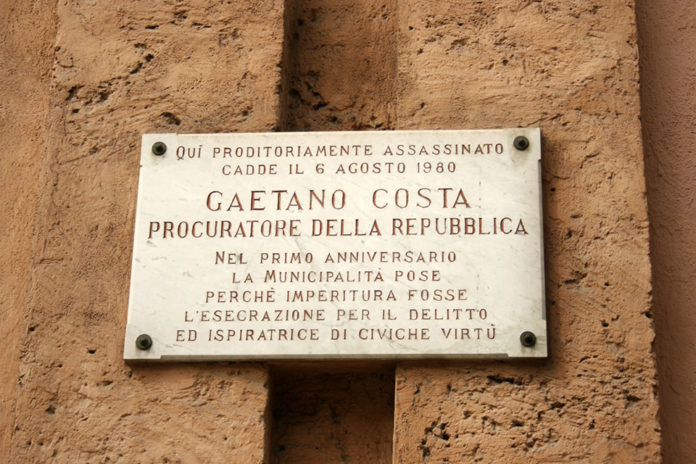 QUÍ PRODITORIAMENTE ASSASSINATO
CADDE IL 6 AGOSTO 1980
GAETANO COSTA
PROCURATORE DELLA REPUBBLICA
NEL PRIMO ANNIVERSARIO
LA MUNICIPALITÀ POSE
PERCHÈ IMPERITURA FOSSE
L'ESECRAZIONE PER IL DELITTO
ED ISPIRATRICE DI CIVICHE VIRTÙ